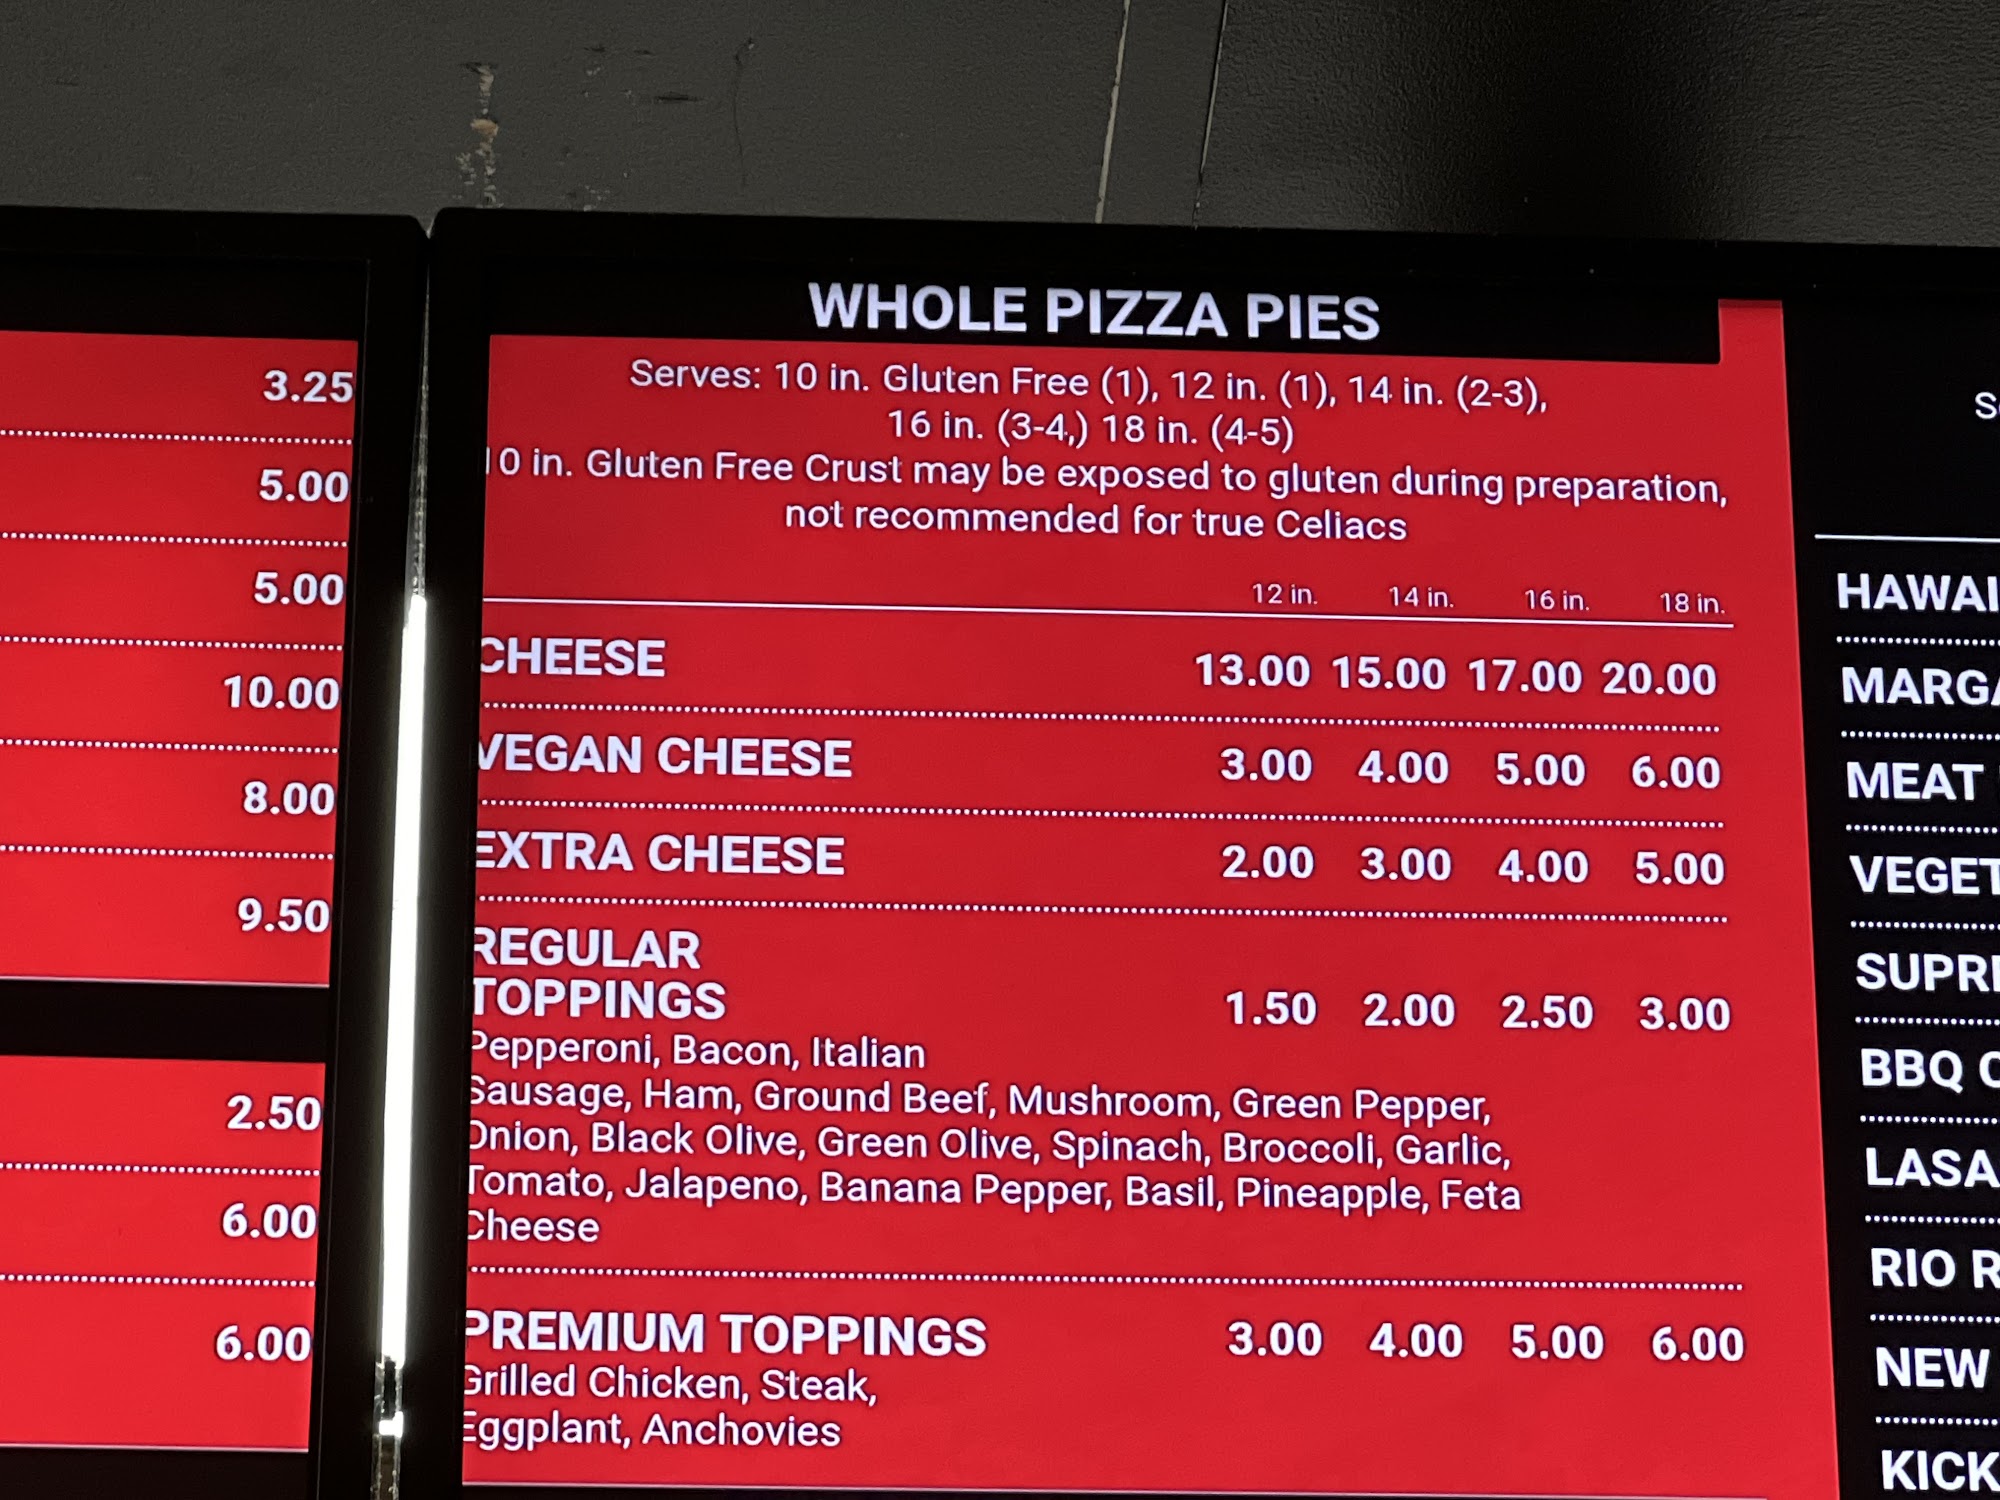 3.25
5.00
5.00
10.00
8.00
9.50
2.50
6.00
6.00
WHOLE PIZZA PIES
Serves: 10 in. Gluten Free (1), 12 in. (1), 14 in. (2-3),
16 in. (3-4,) 18 in. (4-5)
10 in. Gluten Free Crust may be exposed to gluten during preparation,
not recommended for true Celiacs
12 in. 14 in. 16 in. 18 in.
CHEESE 13.00 15.00 17.00 20.00
VEGAN CHEESE 3.00 4.00 5.00 6.00
EXTRA CHEESE 2.00 3.00 4.00 5.00
REGULAR
TOPPINGS 1.50 2.00 2.50 3.00
Pepperoni, Bacon, Italian
Sausage, Ham, Ground Beef, Mushroom, Green Pepper,
Onion, Black Olive, Green Olive, Spinach, Broccoli, Garlic,
Tomato, Jalapeno, Banana Pepper, Basil, Pineapple, Feta
Cheese
PREMIUM TOPPINGS 3.00 4.00 5.00 6.00
Grilled Chicken, Steak,
Eggplant, Anchovies
MEAT
BBQ
RIO
NEW